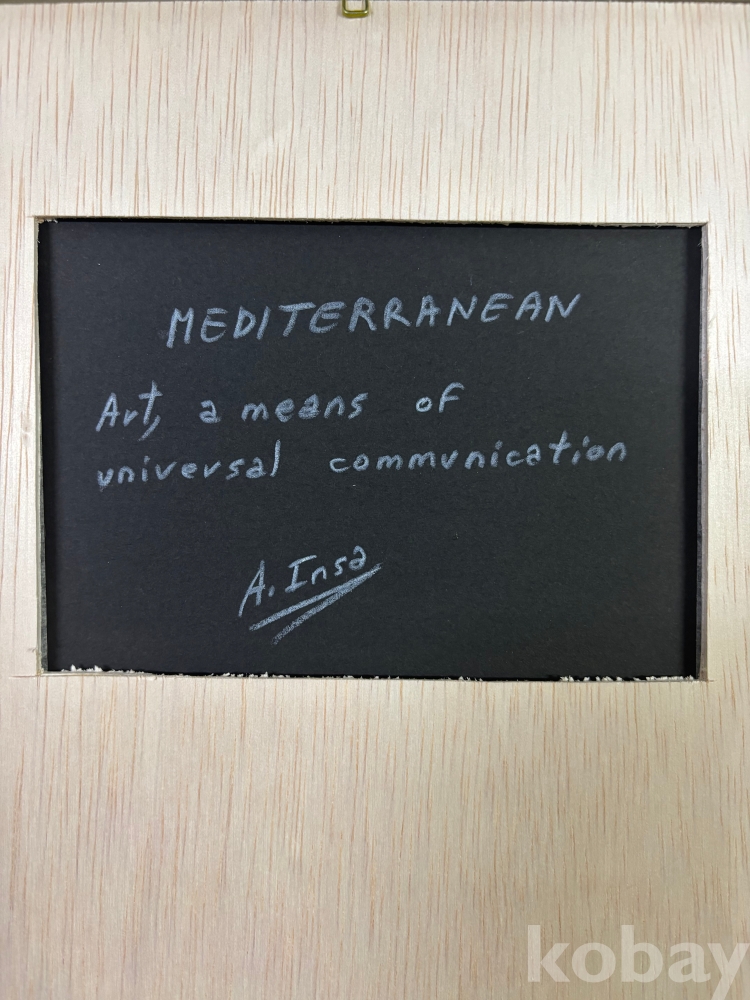 MEDITERRANEAN
Art, a means of
universal communication
A. Insa
kobay